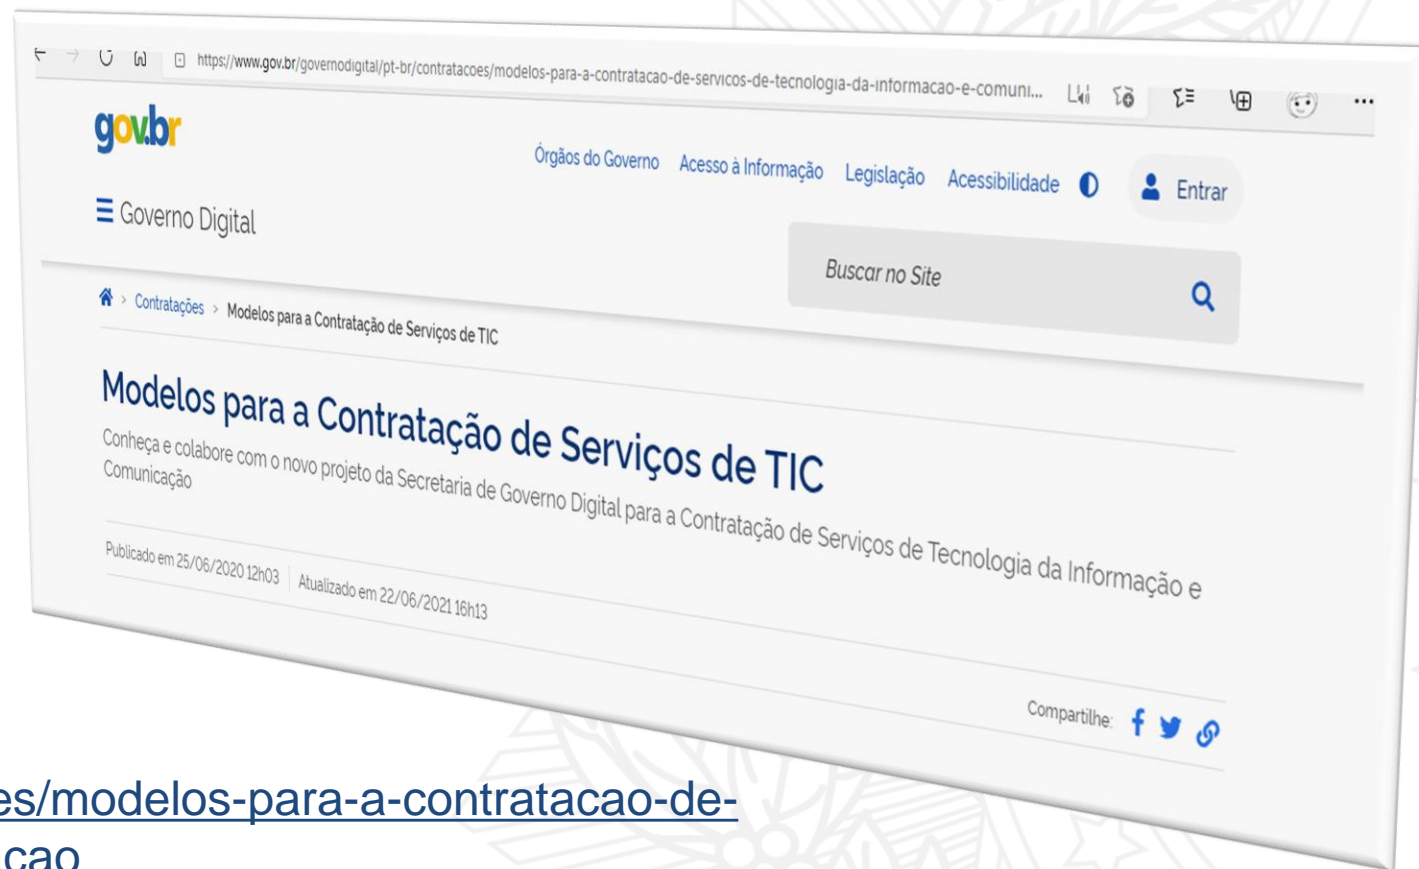 https://www.gov.br/governodigital/pt-br/contratacoes/modelos-para-a-contratacao-de-servicos-de-tecnologia-da-informacao-e-comuni...
gov.br
Órgãos do Governo Acesso à Informação Legislação Acessibilidade Entrar
Governo Digital
Buscar no Site
> Contratações > Modelos para a Contratação de Serviços de TIC
Modelos para a Contratação de Serviços de TIC
Conheça e colabore com o novo projeto da Secretaria de Governo Digital para a Contratação de Serviços de Tecnologia da Informação e
Comunicação
Publicado em 25/06/2020 12h03 | Atualizado em 22/06/2021 16h13
Compartilhe:
es/modelos-para-a-contratacao-de-
acao